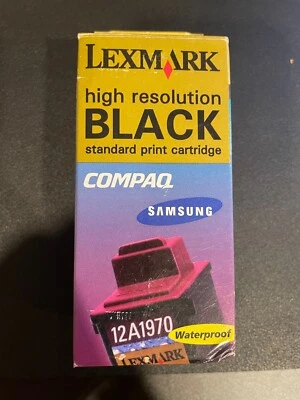 LEXMARK
high resolution
BLACK
standard print cartridge
COMPAQ
SAMSUNG
12A1970
Waterproof
LEXMARK